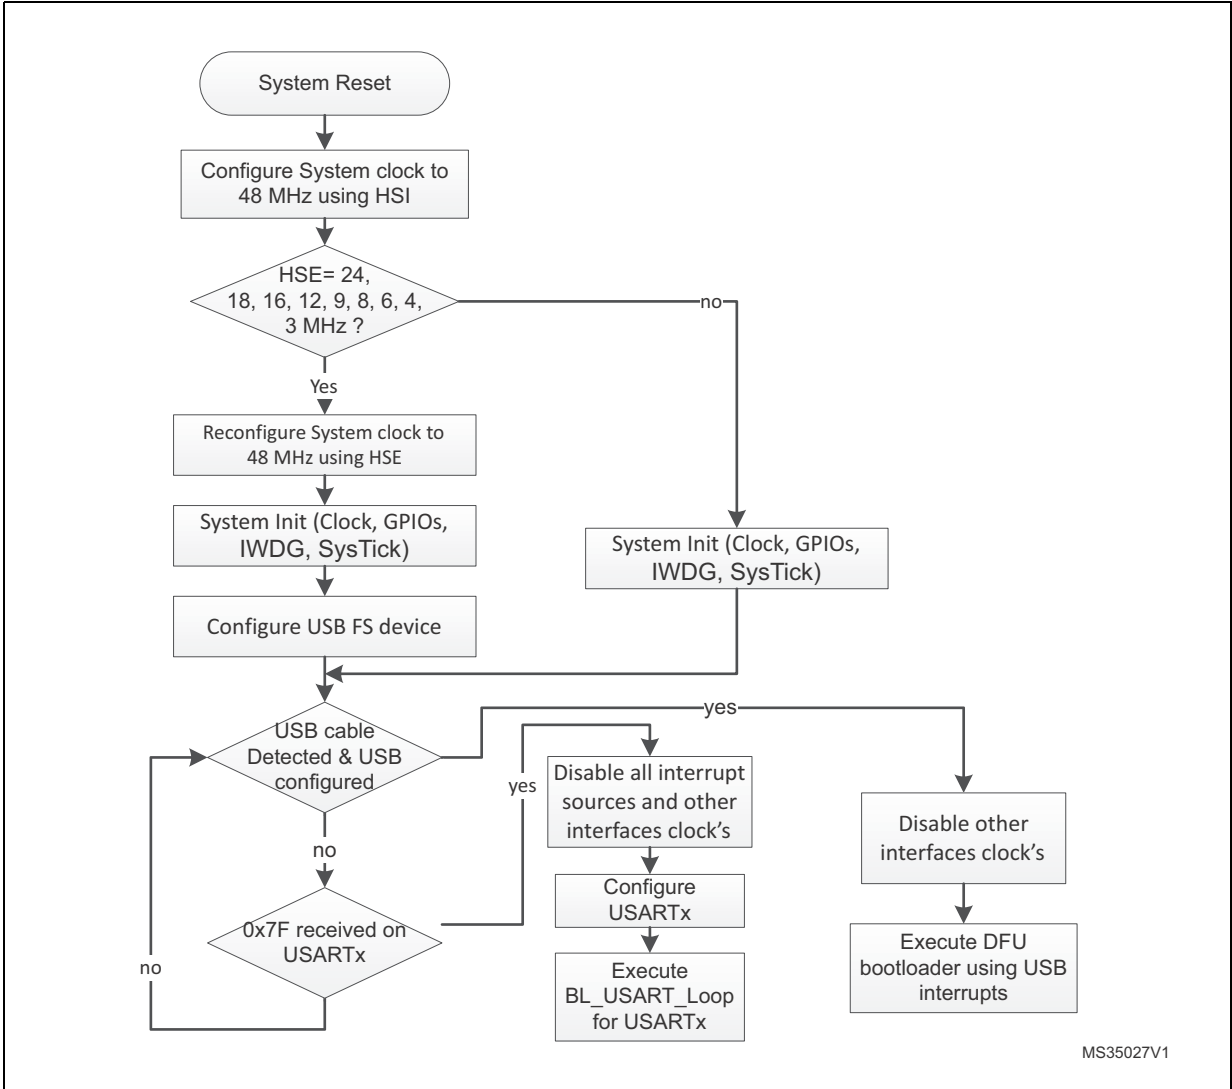 System Reset
Configure System clock to
48 MHz using HSI
HSE= 24,
18, 16, 12, 9, 8, 6, 4,
3 MHz ?
no
Yes
Reconfigure System clock to
48 MHz using HSE
System Init (Clock, GPIOs,
IWDG, SysTick)
System Init (Clock, GPIOs,
IWDG, SysTick)
Configure USB FS device
USB cable
Detected & USB
configured
yes
yes
no
Disable all interrupt
sources and other
interfaces clock's
Disable other
interfaces clock's
Configure
USARTx
0x7F received on
USARTx
no
Execute
BL_USART_Loop
for USARTx
Execute DFU
bootloader using USB
interrupts
MS35027V1